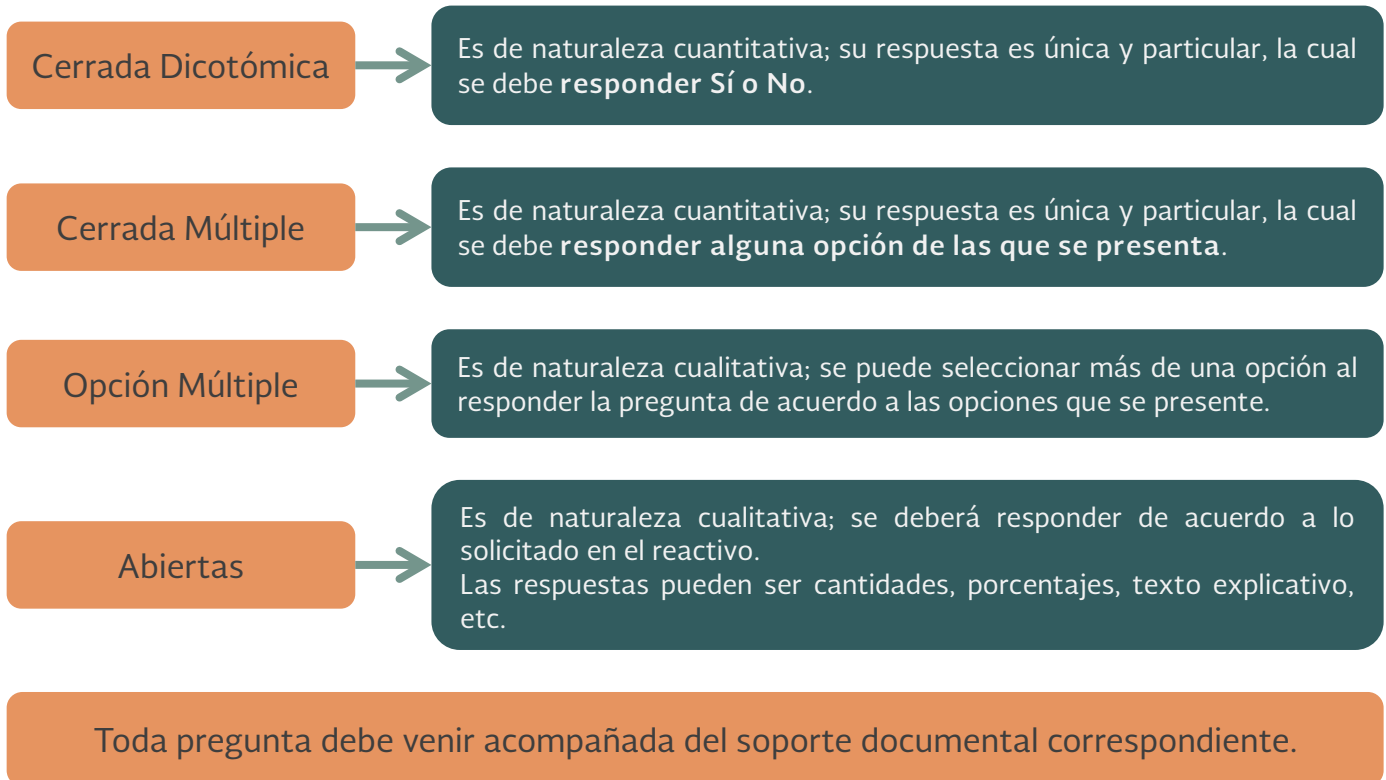 Cerrada Dicotómica
Es de naturaleza cuantitativa; su respuesta es única y particular, la cual
se debe responder Sí o No.
Cerrada Múltiple
Es de naturaleza cuantitativa; su respuesta es única y particular, la cual
se debe responder alguna opción de las que se presenta.
Opción Múltiple
Es de naturaleza cualitativa; se puede seleccionar más de una opción al
responder la pregunta de acuerdo a las opciones que se presente.
Abiertas
Es de naturaleza cualitativa; se deberá responder de acuerdo a lo
solicitado en el reactivo.
Las respuestas pueden ser cantidades, porcentajes, texto explicativo,
etc.
Toda pregunta debe venir acompañada del soporte documental correspondiente.